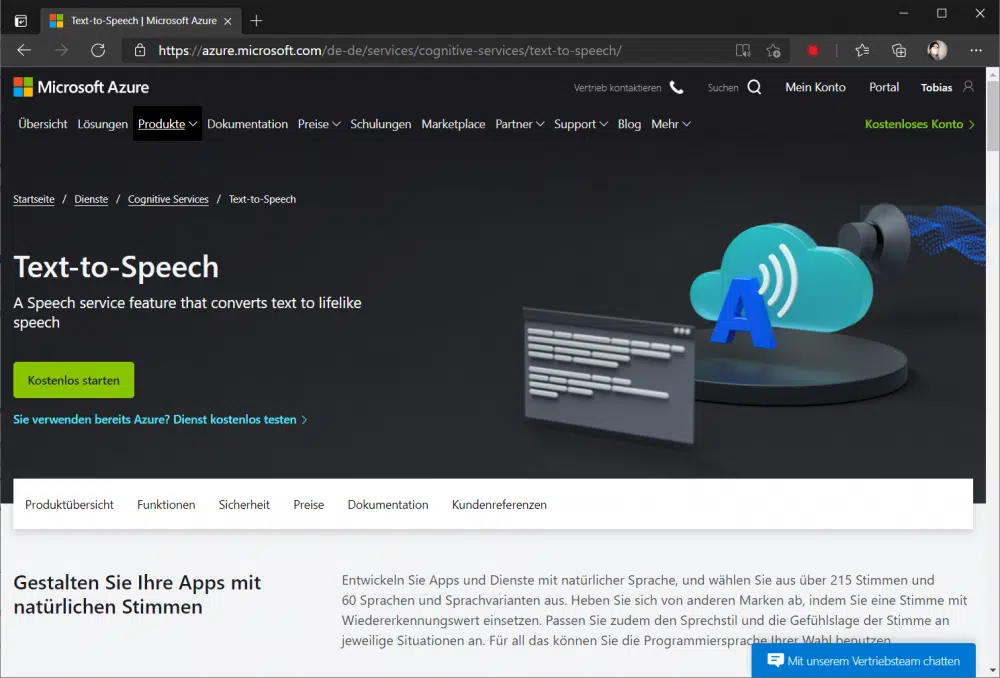 Text-to-Speech | Microsoft Azure
https://azure.microsoft.com/de-de/services/cognitive-services/text-to-speech/
Microsoft Azure
Vertrieb kontaktieren
Suchen
Mein Konto
Portal
Tobias
Übersicht
Lösungen
Produkte
Dokumentation
Preise
Schulungen
Marketplace
Partner
Support
Blog
Mehr
Kostenloses Konto
Startseite / Dienste / Cognitive Services / Text-to-Speech
Text-to-Speech
A Speech service feature that converts text to lifelike
speech
A
Kostenlos starten
Sie verwenden bereits Azure? Dienst kostenlos testen
Produktübersicht
Funktionen
Sicherheit
Preise
Dokumentation
Kundenreferenzen
Gestalten Sie Ihre Apps mit
natürlichen Stimmen
Entwickeln Sie Apps und Dienste mit natürlicher Sprache, und wählen Sie aus über 215 Stimmen und
60 Sprachen und Sprachvarianten aus. Heben Sie sich von anderen Marken ab, indem Sie eine Stimme mit
Wiedererkennungswert einsetzen. Passen Sie zudem den Sprechstil und die Gefühlslage der Stimme an
jeweilige Situationen an. Für all das können Sie die Programmiersprache Ihrer Wahl benutzen.
Mit unserem Vertriebsteam chatten